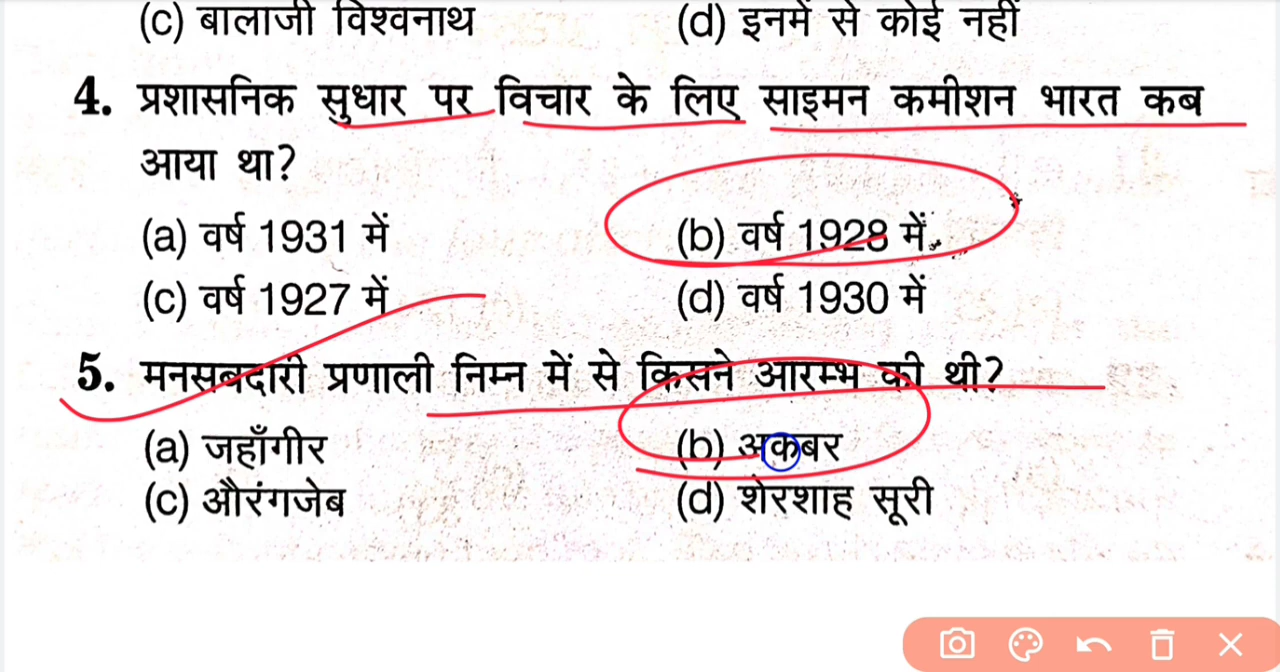 (c) बालाजी विश्वनाथ (d) इनमें से कोई नहीं
4. प्रशासनिक सुधार पर विचार के लिए साइमन कमीशन भारत कब
आया था?
(a) वर्ष 1931 में (b) वर्ष 1928 में
(c) वर्ष 1927 में (d) वर्ष 1930 में
5. मनसबदारी प्रणाली निम्न में से किसने आरम्भ की थी?
(a) जहाँगीर (b) अकबर
(c) औरंगजेब (d) शेरशाह सूरी